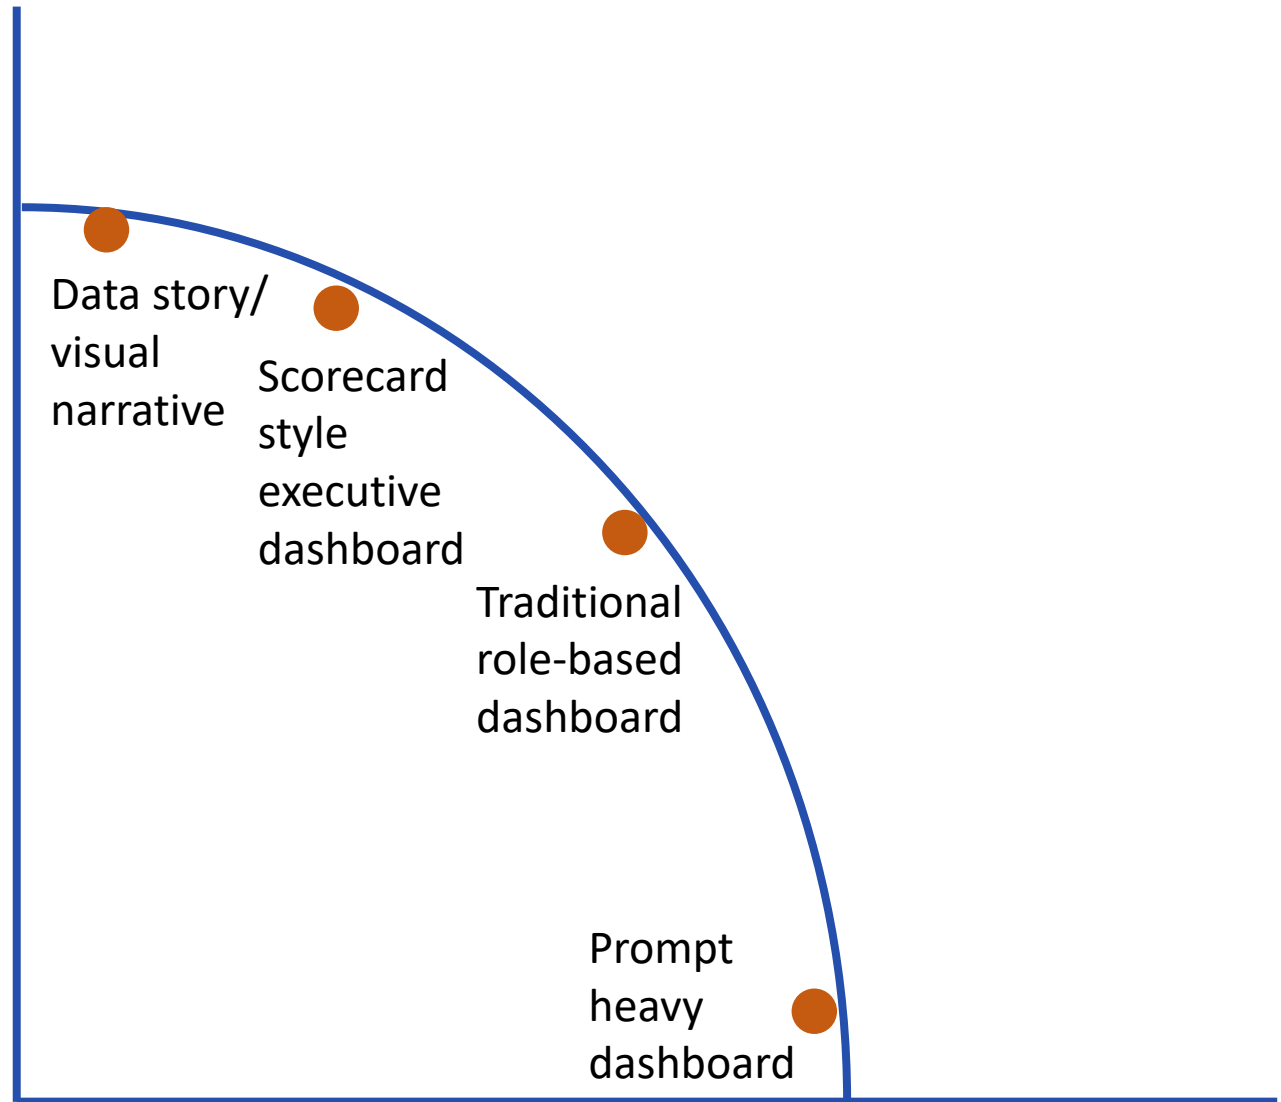 Data story/
visual
narrative
Scorecard
style
executive
dashboard
Traditional
role-based
dashboard
Prompt
heavy
dashboard